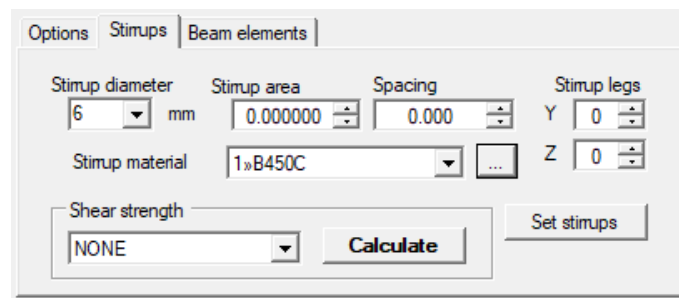 Options Stirrups Beam elements
Stirrup diameter Stirrup area Spacing Stirrup legs
6 mm 0.000000 0.000 Y 0
Stirrup material 1»B450C ... Z 0
Shear strength
NONE Calculate Set stirrups